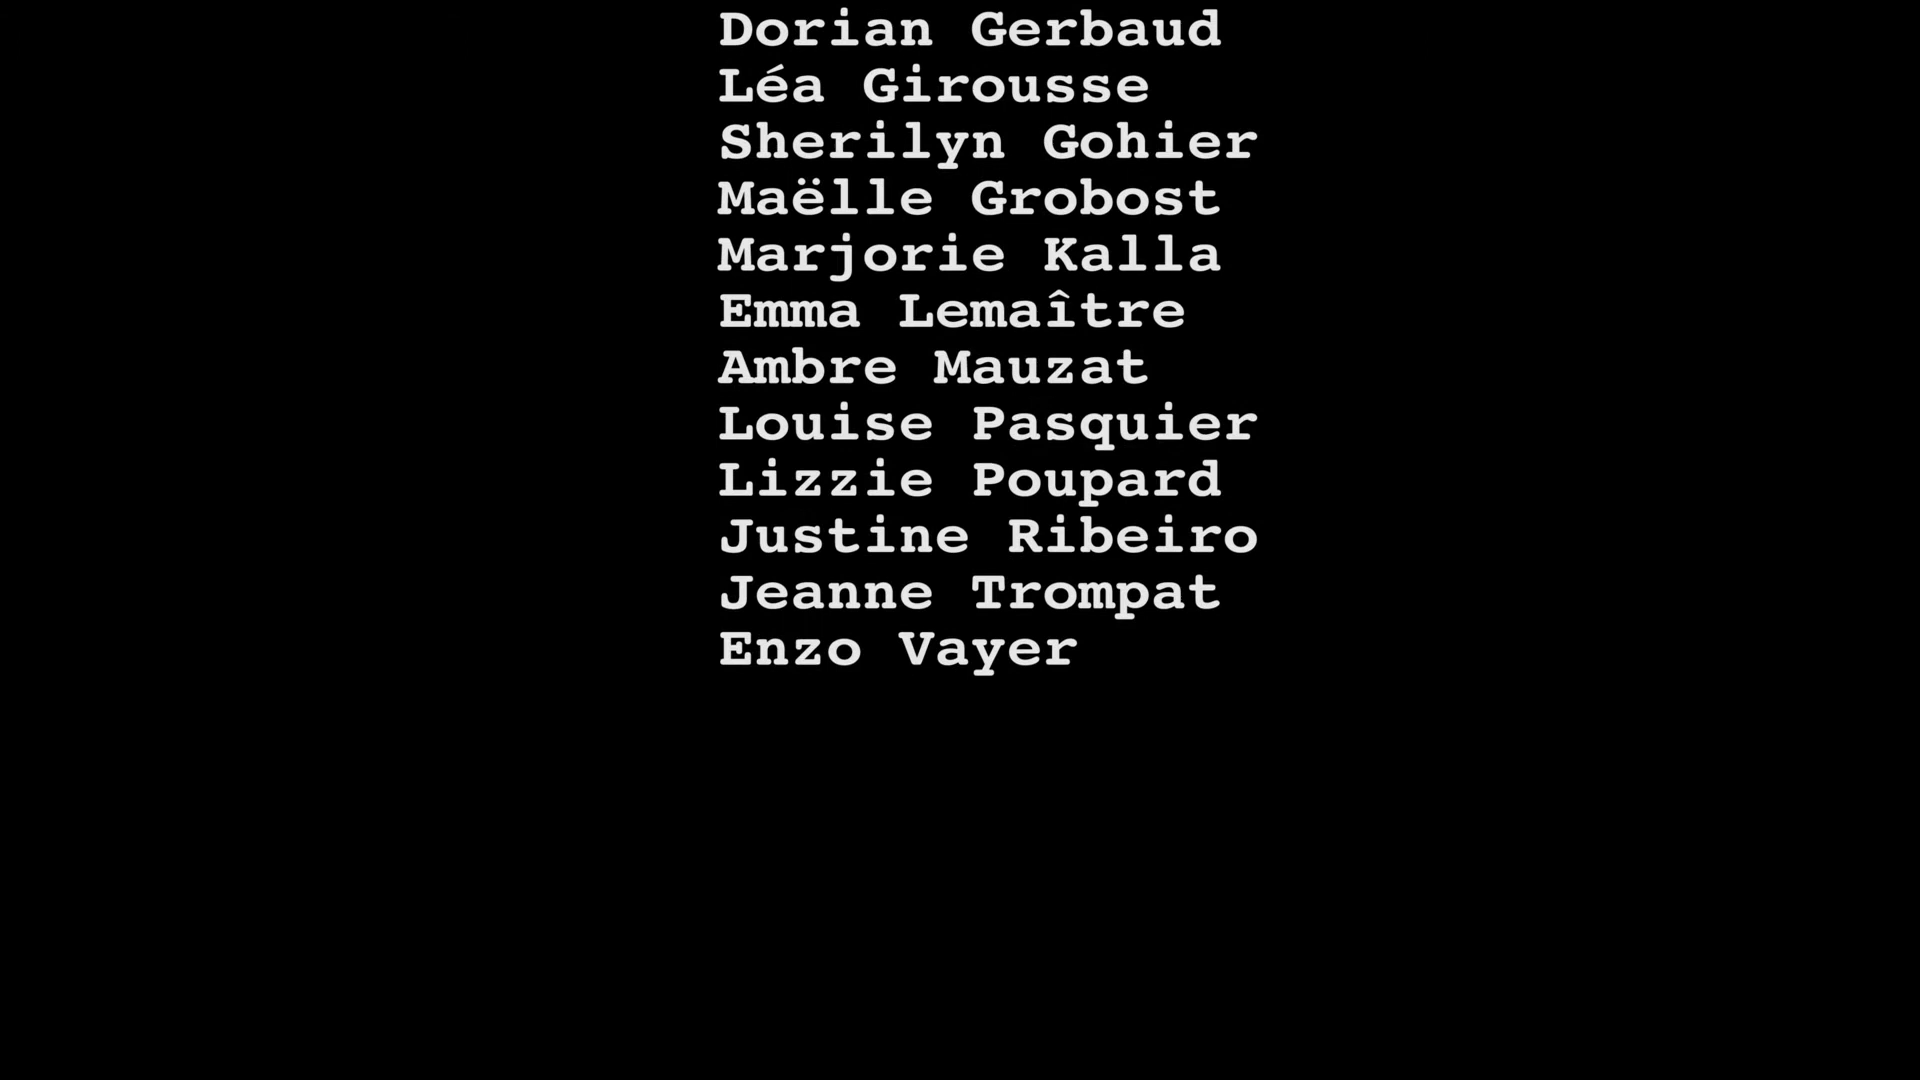 Dorian Gerbaud
Léa Girousse
Sherilyn Gohier
Maëlle Grobost
Marjorie Kalla
Emma Lemaître
Ambre Mauzat
Louise Pasquier
Lizzie Poupard
Justine Ribeiro
Jeanne Trompat
Enzo Vayer